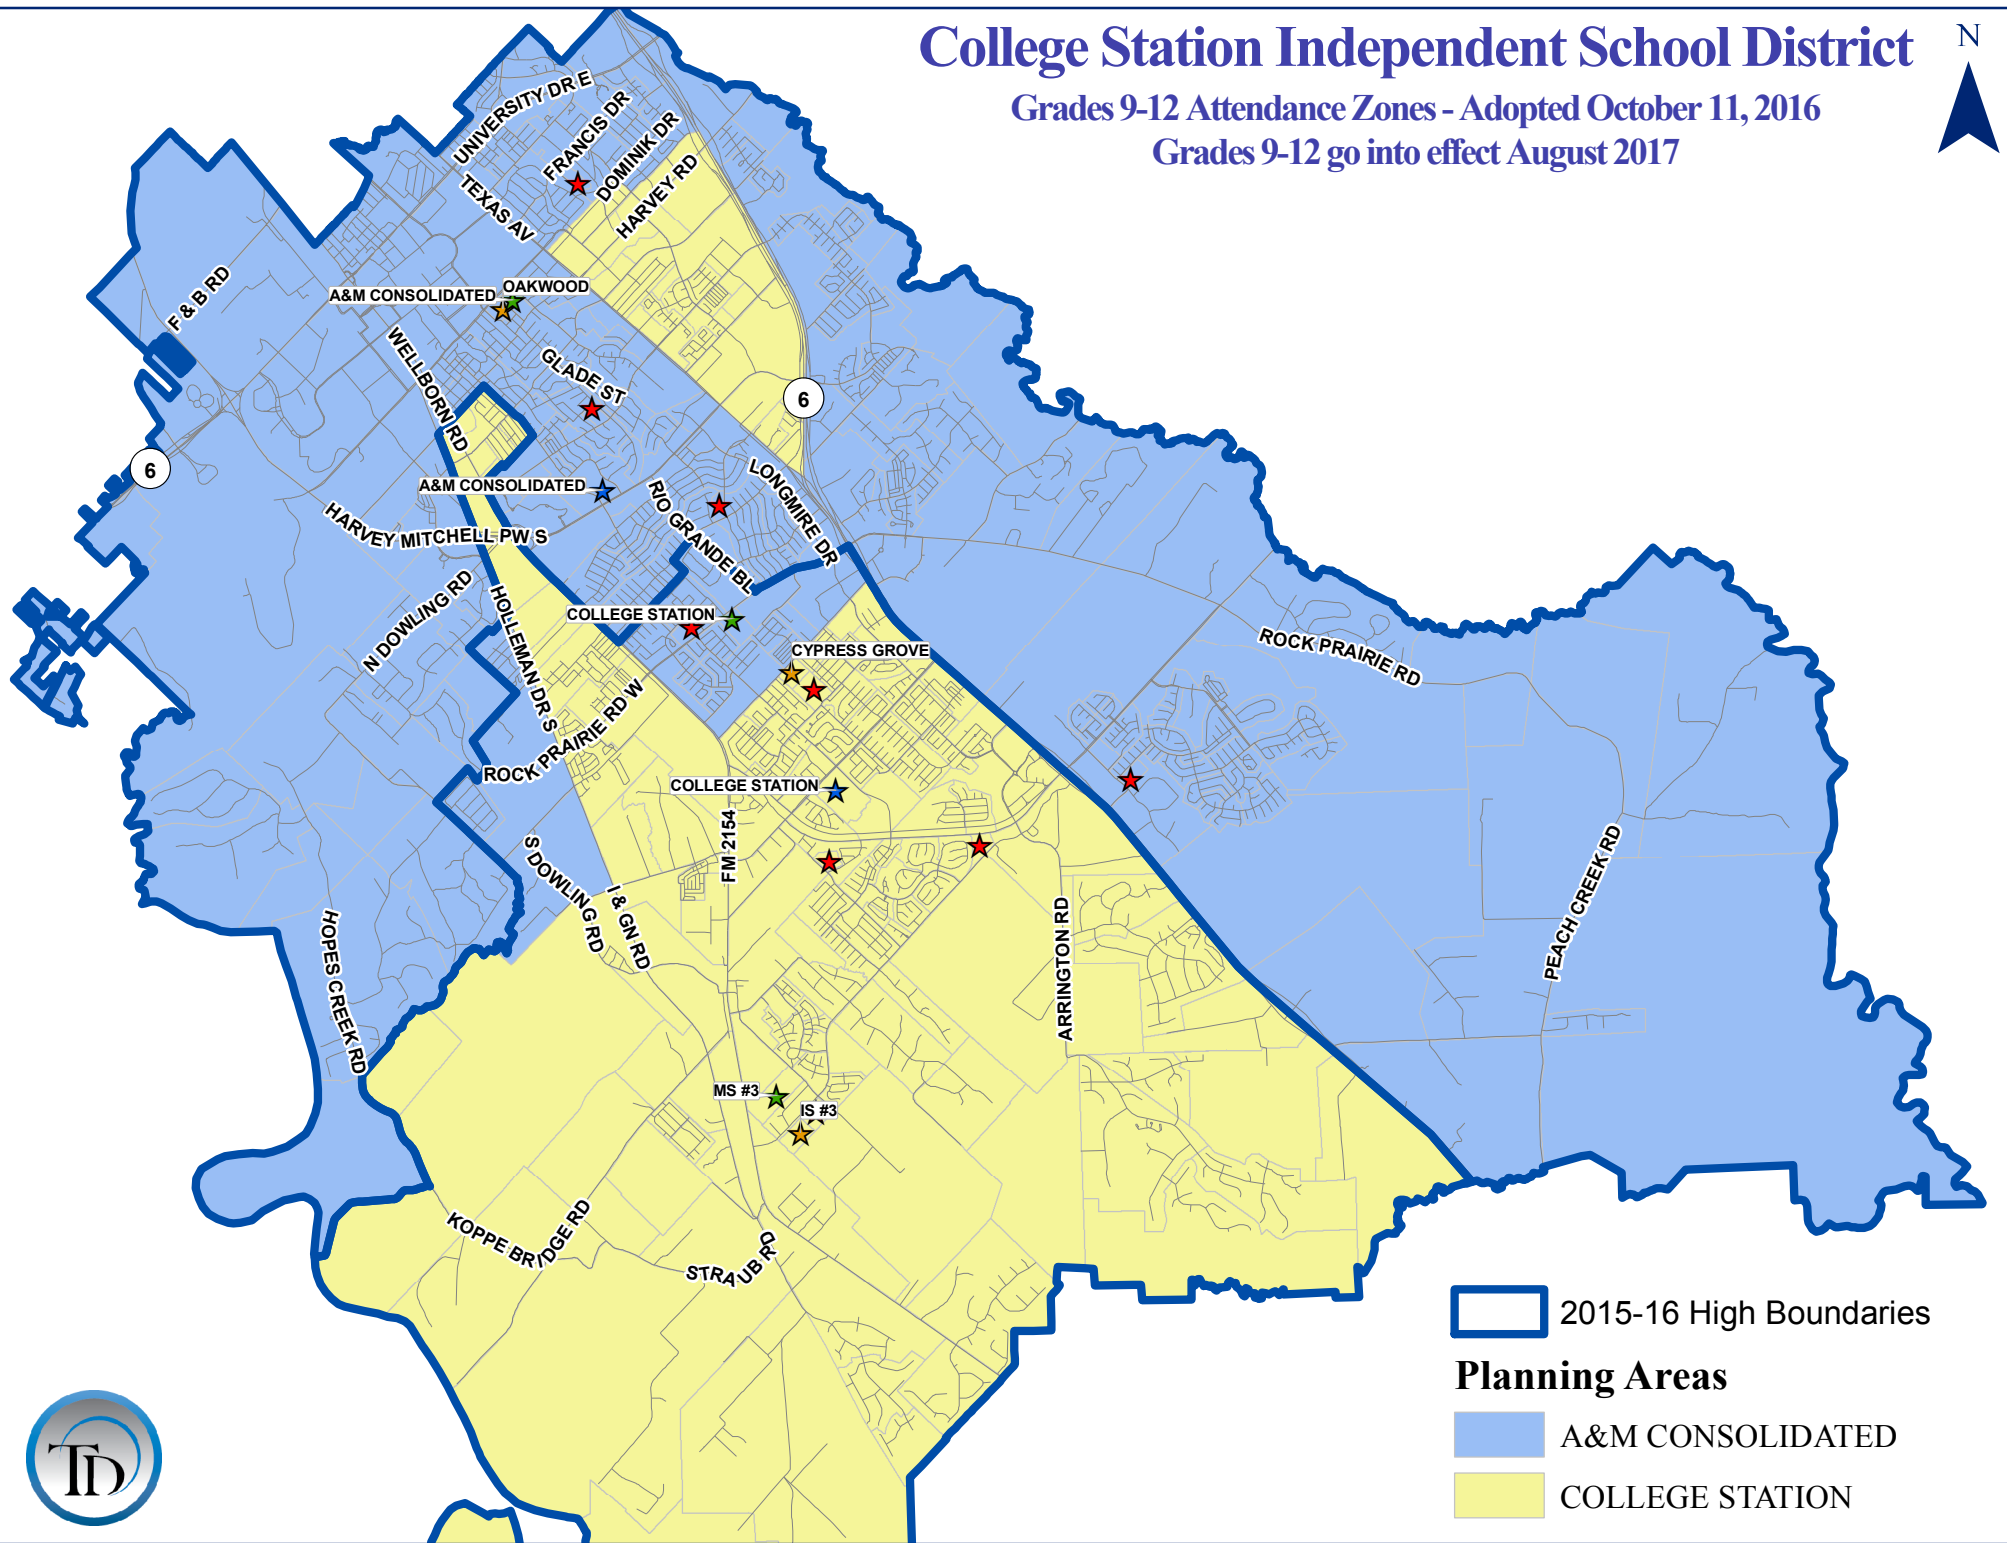 College Station Independent School District
Grades 9-12 Attendance Zones - Adopted October 11, 2016
Grades 9-12 go into effect August 2017
N
UNIVERSITY DR E
FRANCIS DR
DOMINIK DR
HARVEY RD
TEXAS AV
F & B RD
A&M CONSOLIDATED
OAKWOOD
WELLBORN RD
GLADE ST
6
6
A&M CONSOLIDATED
LONGMIRE DR
RIO GRANDE BL
HARVEY MITCHELL PW S
N DOWLING RD
HOLLEMAN DR S
COLLEGE STATION
CYPRESS GROVE
ROCK PRAIRIE RD
ROCK PRAIRIE RD W
COLLEGE STATION
FM 2154
S DOWLING RD
I & GN RD
ARRINGTON RD
PEACH CREEK RD
HOPES CREEK RD
MS #3
IS #3
KOPPE BRIDGE RD
STRAUB RD
2015-16 High Boundaries
Planning Areas
A&M CONSOLIDATED
COLLEGE STATION
TD